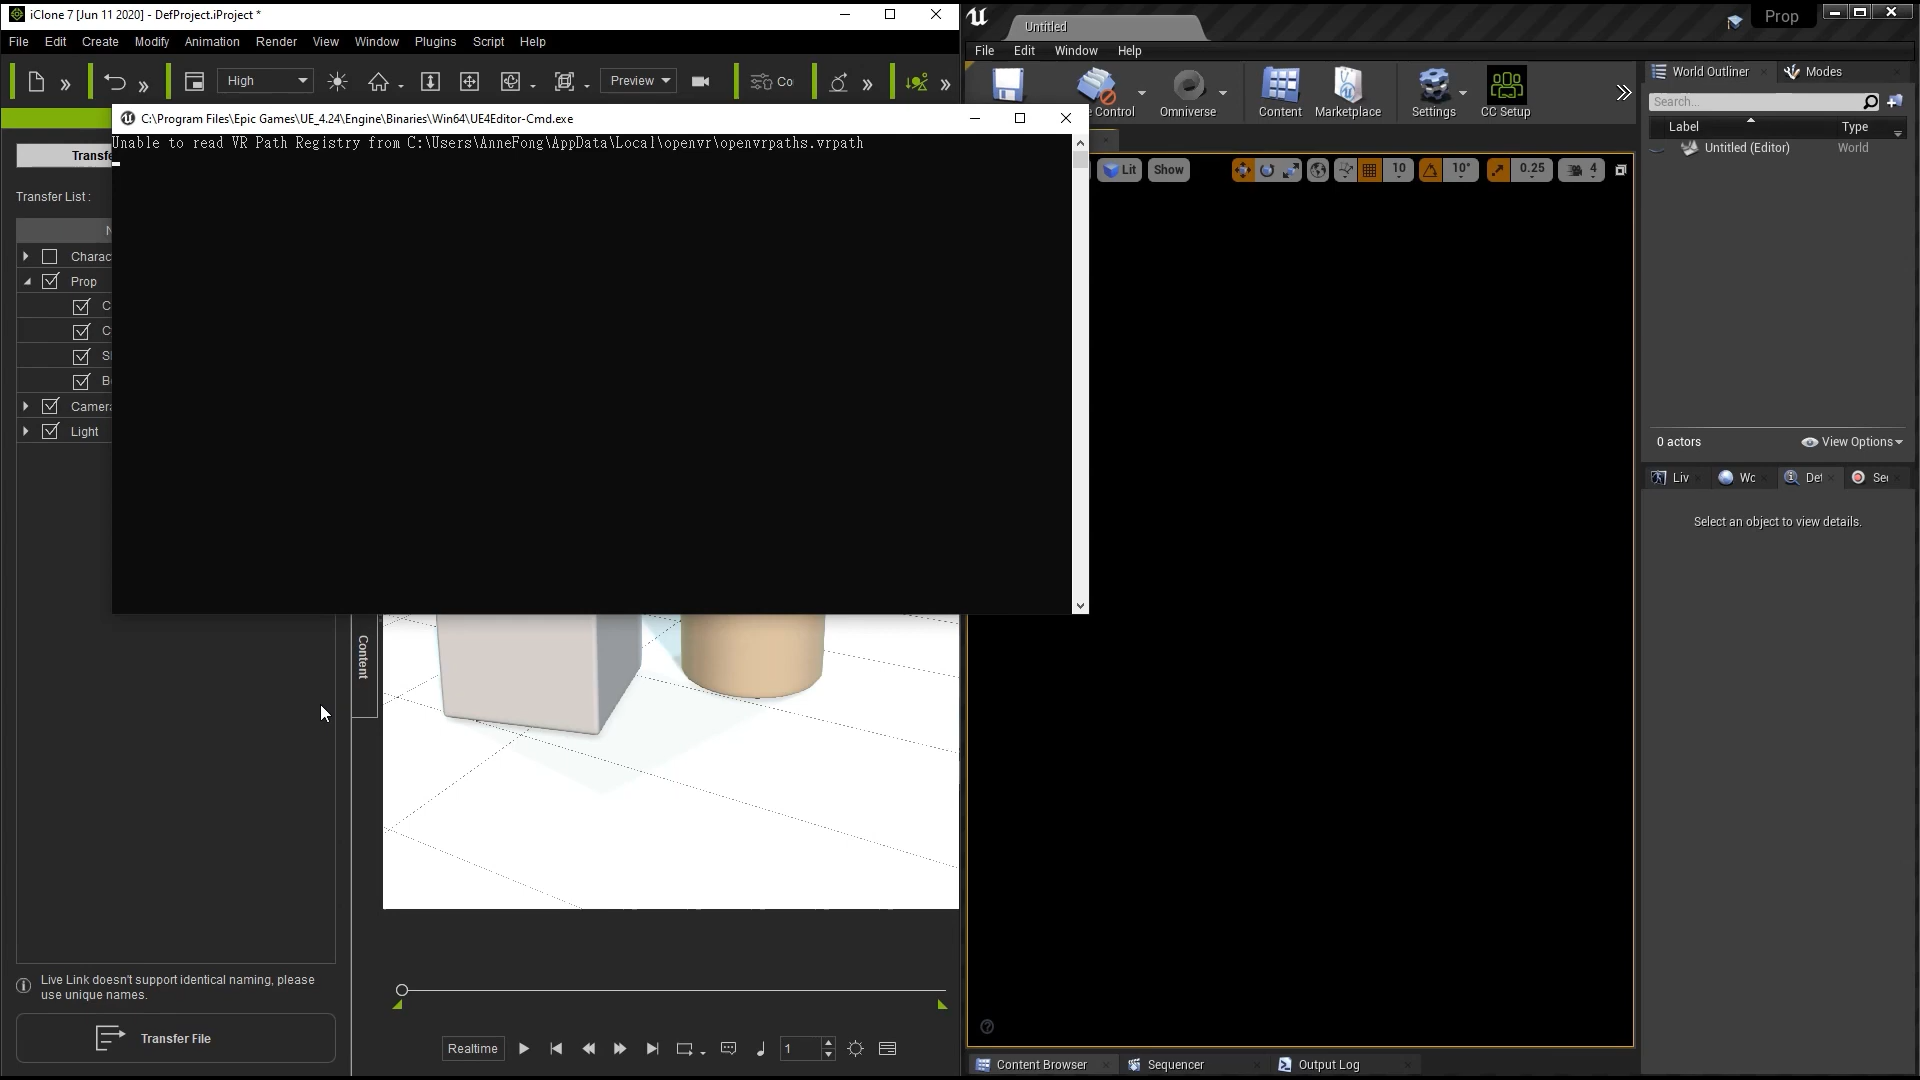 iClone 7 [Jun 11 2020] - DefProject.iProject *
File Edit Create Modify Animation Render View Window Plugins Script Help
High
Preview
Co
C:\Program Files\Epic Games\UE_4.24\Engine\Binaries\Win64\UE4Editor-Cmd.exe
Unable to read VR Path Registry from C:\Users\AnneFong\AppData\Local\openvr\openvrpaths.vrpath
Transfe
Transfer List :
N
Charac
Prop
C
C
S
B
Camera
Light
Content
Live Link doesn't support identical naming, please
use unique names.
Transfer File
Realtime
1
Untitled
Prop
File Edit Window Help
Control
Omniverse
Content
Marketplace
Settings
CC Setup
Lit
Show
10
10°
0.25
4
World Outliner
Modes
Search...
Label
Type
Untitled (Editor)
World
0 actors
View Options
Liv
Wc
Det
Sec
Select an object to view details.
Content Browser
Sequencer
Output Log